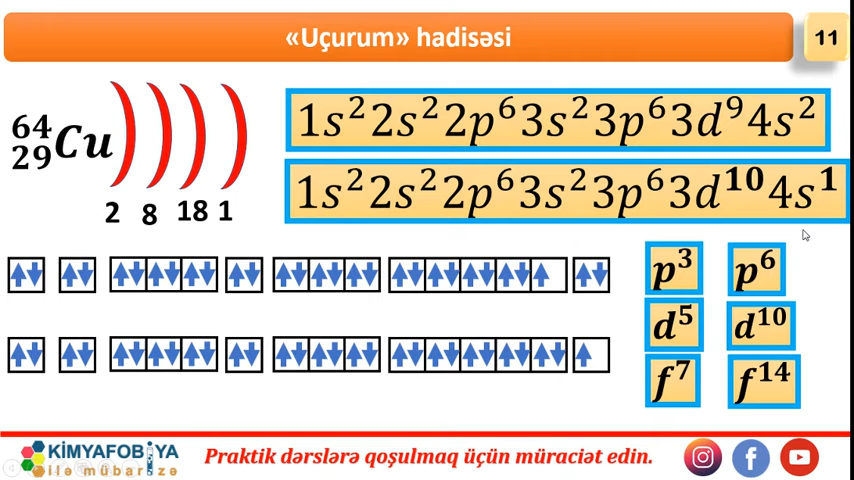 «Uçurum» hadisəsi
11
⁶⁴₂₉Cu
2 8 18 1
1s²2s²2p⁶3s²3p⁶3d⁹4s²
1s²2s²2p⁶3s²3p⁶3d¹⁰4s¹
p³ p⁶
d⁵ d¹⁰
f⁷ f¹⁴
KİMYAFOBİYA
ilə mübarizə
Praktik dərslərə qoşulmaq üçün müraciət edin.